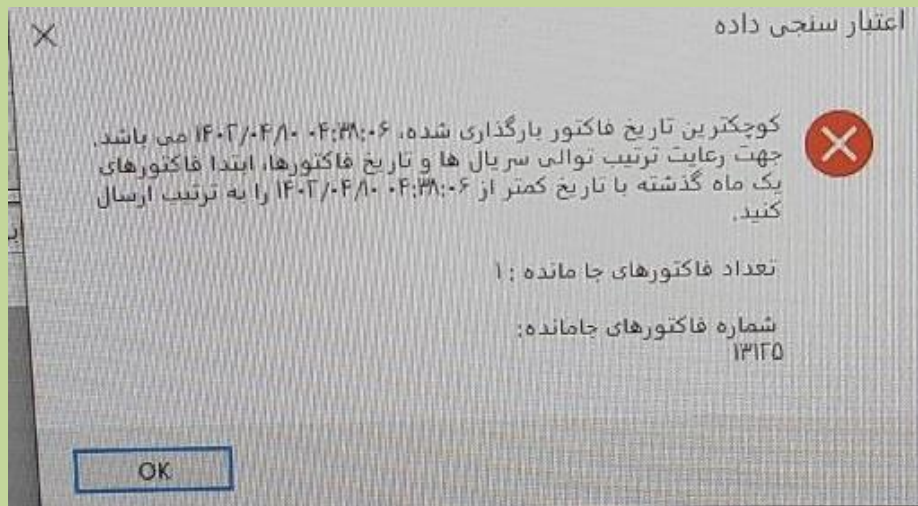 اعتبار سنجی داده
کوچکترین تاریخ فاکتور بارگذاری شده، ۱۴۰۲/۰۴/۱۰ ۰۴:۳۸:۰۶ می باشد.
جهت رعایت ترتیب توالی سریال ها و تاریخ فاکتورها، ابتدا فاکتورهای
یک ماه گذشته با تاریخ کمتر از ۱۴۰۲/۰۴/۱۰ ۰۴:۳۸:۰۶ را به ترتیب ارسال
کنید.
تعداد فاکتورهای جا مانده :۱
شماره فاکتورهای جامانده:
۱۳۱۲۵
OK